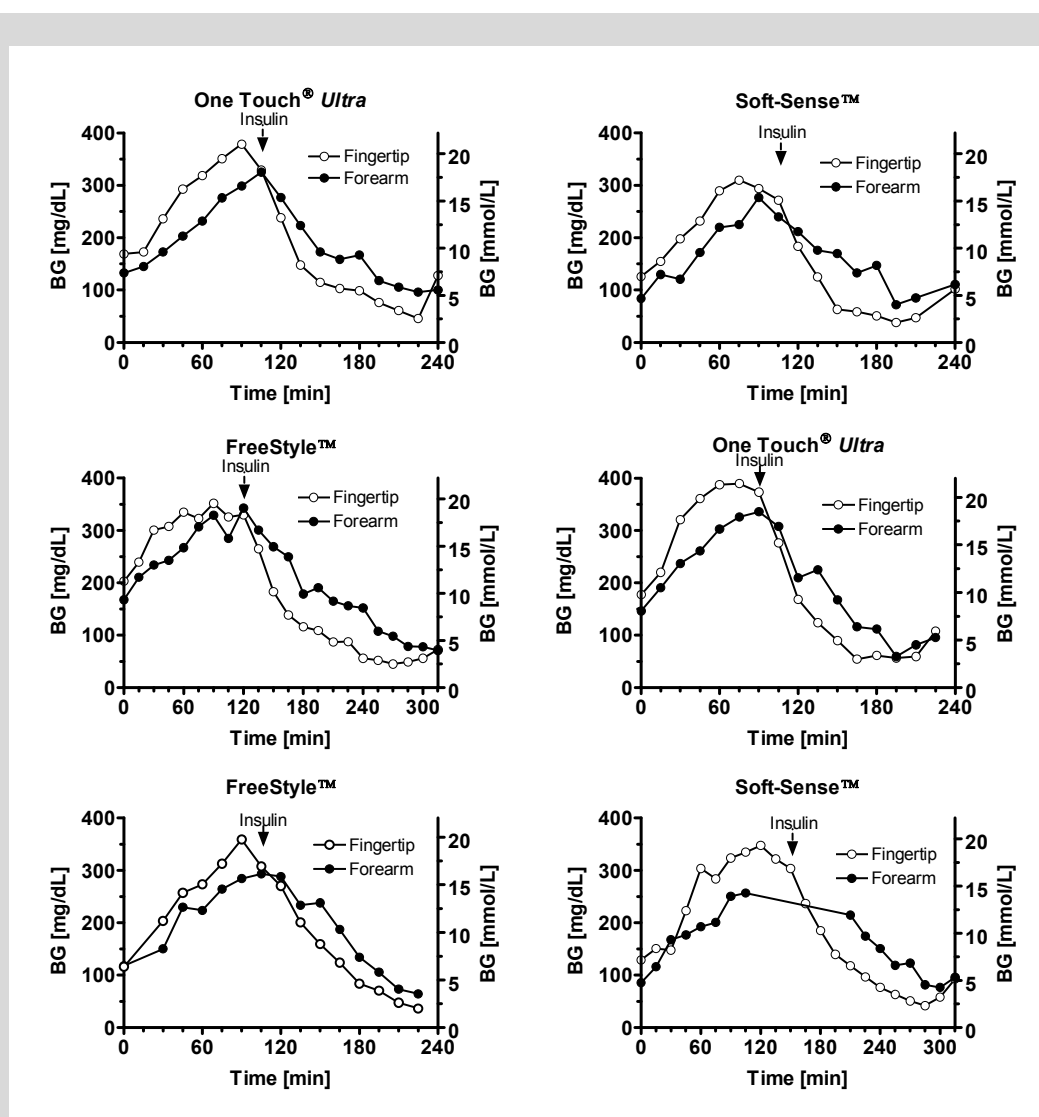 One Touch® Ultra
Insulin
Fingertip
Forearm
400
300
200
100
0
20
15
10
5
0
BG [mg/dL]
BG [mmol/L]
0 60 120 180 240
Time [min]
Soft-Sense™
Insulin
Fingertip
Forearm
400
300
200
100
0
20
15
10
5
0
BG [mg/dL]
BG [mmol/L]
0 60 120 180 240
Time [min]
FreeStyle™
Insulin
Fingertip
Forearm
400
300
200
100
0
20
15
10
5
0
BG [mg/dL]
BG [mmol/L]
0 60 120 180 240 300
Time [min]
One Touch® Ultra
Insulin
Fingertip
Forearm
400
300
200
100
0
20
15
10
5
0
BG [mg/dL]
BG [mmol/L]
0 60 120 180 240
Time [min]
FreeStyle™
Insulin
Fingertip
Forearm
400
300
200
100
0
20
15
10
5
0
BG [mg/dL]
BG [mmol/L]
0 60 120 180 240
Time [min]
Soft-Sense™
Insulin
Fingertip
Forearm
400
300
200
100
0
20
15
10
5
0
BG [mg/dL]
BG [mmol/L]
0 60 120 180 240 300
Time [min]